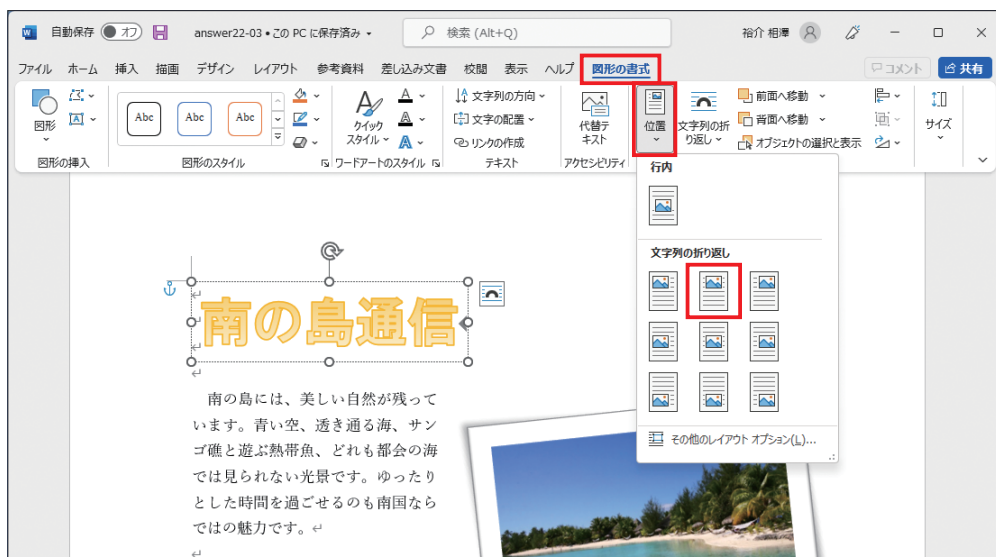 自動保存 オフ answer22-03 • この PC に保存済み 検索 (Alt+Q) 裕介 相澤
ファイル ホーム 挿入 描画 デザイン レイアウト 参考資料 差し込み文書 校閲 表示 ヘルプ 図形の書式 コメント 共有
図形
図形の挿入
Abc Abc Abc
図形のスタイル
クイック
スタイル
ワードアートのスタイル
文字列の方向
文字の配置
リンクの作成
テキスト
代替テ
キスト
アクセシビリティ
位置
文字列の折
り返し
前面へ移動
背面へ移動
オブジェクトの選択と表示
サイズ
行内
文字列の折り返し
その他のレイアウト オプション(L)...
南の島通信
南の島には、美しい自然が残って
います。青い空、透き通る海、サン
ゴ礁と遊ぶ熱帯魚、どれも都会の海
では見られない光景です。ゆったり
とした時間を過ごせるのも南国なら
ではの魅力です。